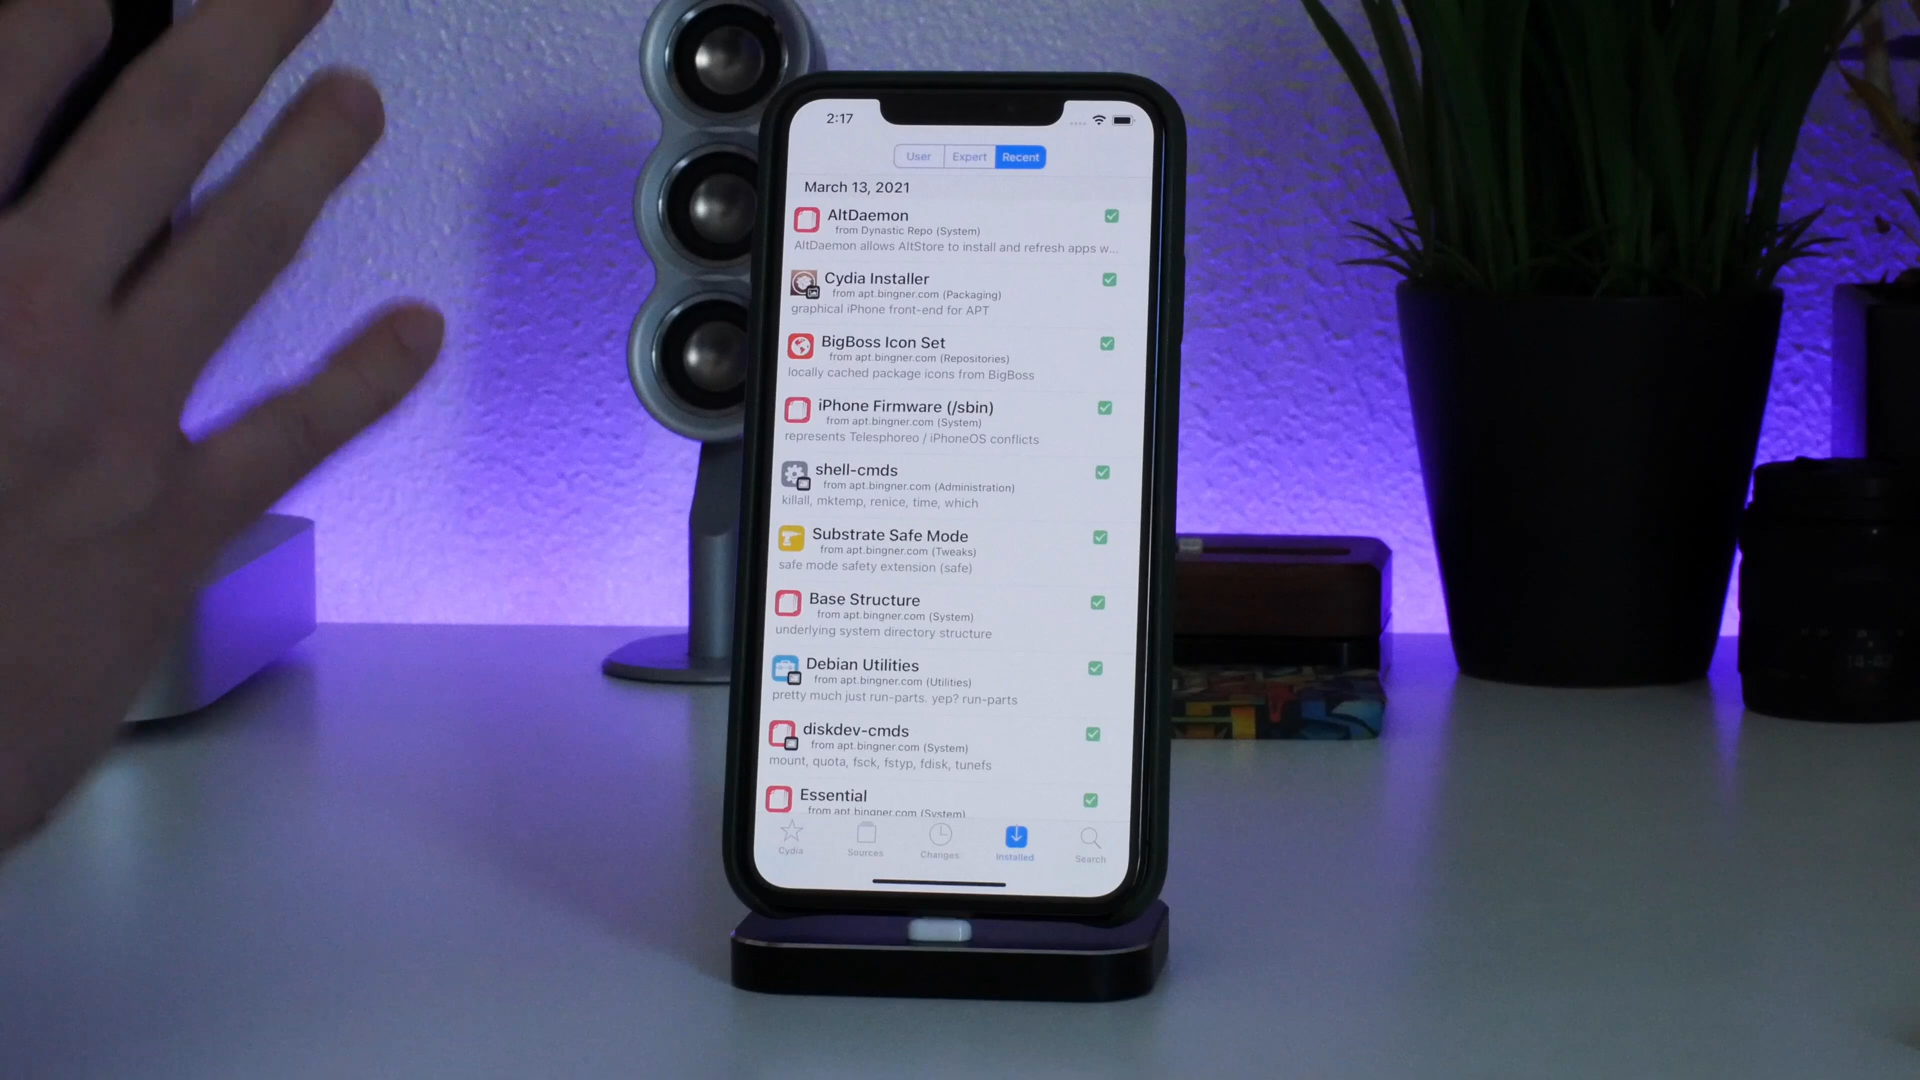 2:17
User Expert Recent
March 13, 2021
AltDaemon
from Dynastic Repo (System)
AltDaemon allows AltStore to install and refresh apps w...
Cydia Installer
from apt.bingner.com (Packaging)
graphical iPhone front-end for APT
BigBoss Icon Set
from apt.bingner.com (Repositories)
locally cached package icons from BigBoss
iPhone Firmware (/sbin)
from apt.bingner.com (System)
represents Telesphoreo / iPhoneOS conflicts
shell-cmds
from apt.bingner.com (Administration)
killall, mktemp, renice, time, which
Substrate Safe Mode
from apt.bingner.com (Tweaks)
safe mode safety extension (safe)
Base Structure
from apt.bingner.com (System)
underlying system directory structure
Debian Utilities
from apt.bingner.com (Utilities)
pretty much just run-parts. yep? run-parts
diskdev-cmds
from apt.bingner.com (System)
mount, quota, fsck, fstyp, fdisk, tunefs
Essential
from apt.bingner.com (System)
Cydia Sources Changes Installed Search